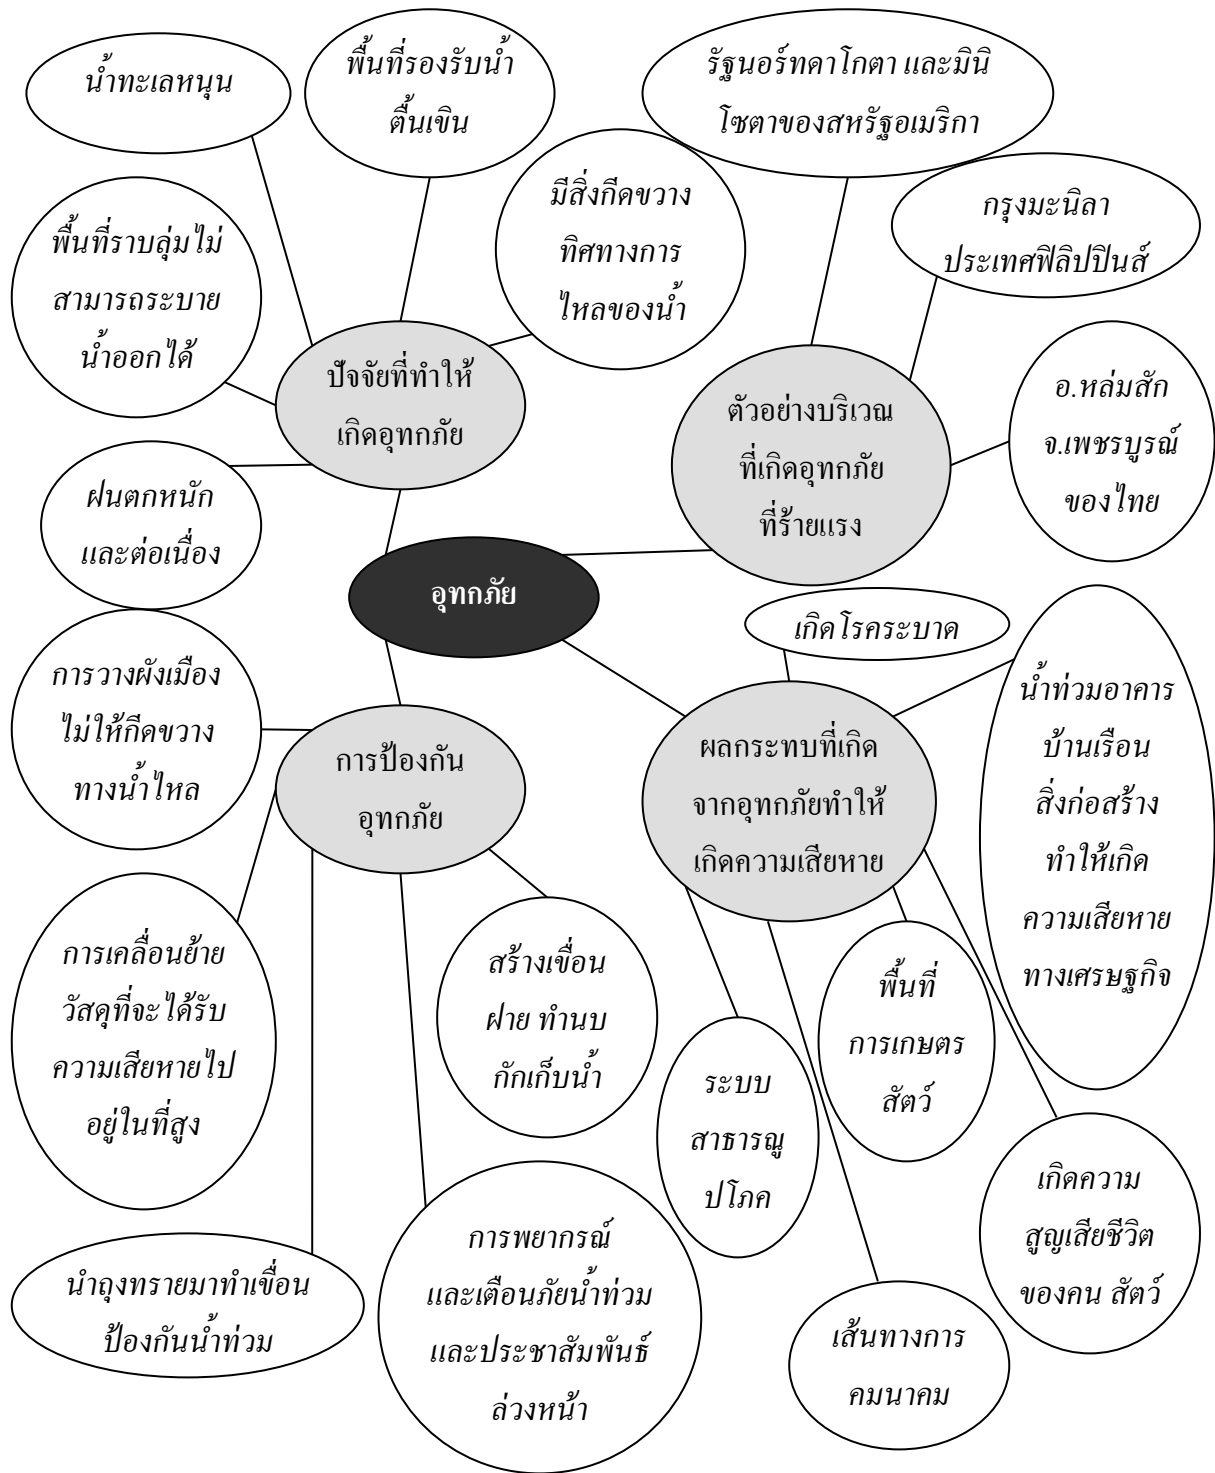 น้ำทะเลหนุน
พื้นที่รองรับน้ำ
ตื้นเขิน
รัฐนอร์ทดาโกตา และมินิ
โซตาของสหรัฐอเมริกา
มีสิ่งกีดขวาง
ทิศทางการ
ไหลของน้ำ
กรุงมะนิลา
ประเทศฟิลิปปินส์
พื้นที่ราบลุ่มไม่
สามารถระบาย
น้ำออกได้
ปัจจัยที่ทำให้
เกิดอุทกภัย
ตัวอย่างบริเวณ
ที่เกิดอุทกภัย
ที่ร้ายแรง
อ.หล่มสัก
จ.เพชรบูรณ์
ของไทย
ฝนตกหนัก
และต่อเนื่อง
อุทกภัย
เกิดโรคระบาด
การวางผังเมือง
ไม่ให้กีดขวาง
ทางน้ำไหล
การป้องกัน
อุทกภัย
ผลกระทบที่เกิด
จากอุทกภัยทำให้
เกิดความเสียหาย
น้ำท่วมอาคาร
บ้านเรือน
สิ่งก่อสร้าง
ทำให้เกิด
ความเสียหาย
ทางเศรษฐกิจ
การเคลื่อนย้าย
วัสดุที่จะได้รับ
ความเสียหายไป
อยู่ในที่สูง
สร้างเขื่อน
ฝาย ทำนบ
กักเก็บน้ำ
ระบบ
สาธารณู
ปโภค
พื้นที่
การเกษตร
สัตว์
เกิดความ
สูญเสียชีวิต
ของคน สัตว์
นำถุงทรายมาทำเขื่อน
ป้องกันน้ำท่วม
การพยากรณ์
และเตือนภัยน้ำท่วม
และประชาสัมพันธ์
ล่วงหน้า
เส้นทางการ
คมนาคม